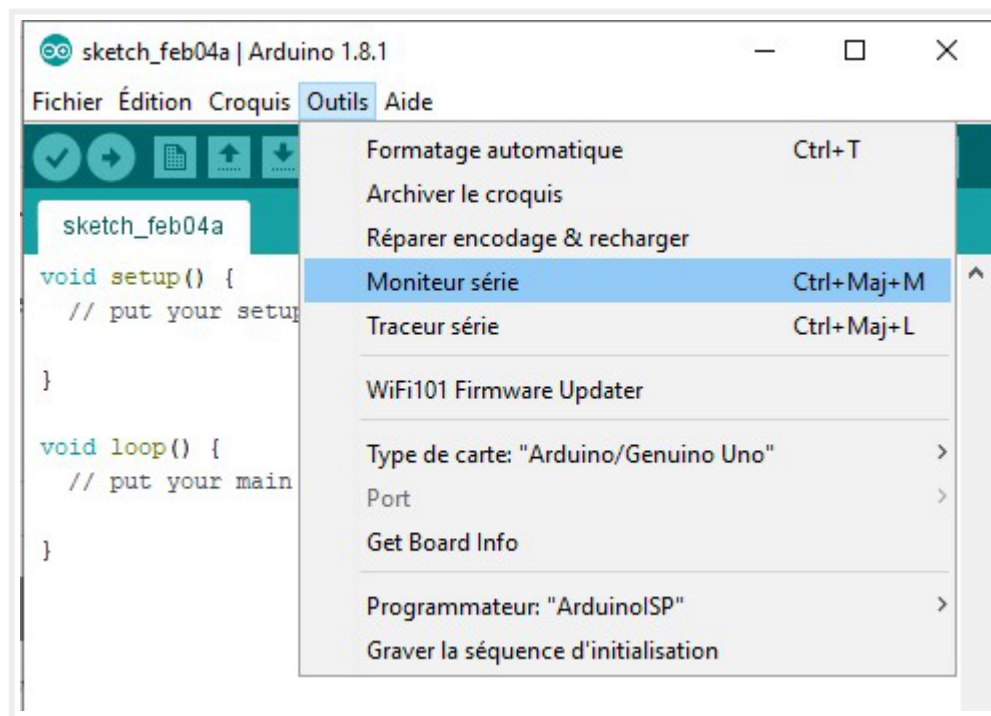 sketch_feb04a | Arduino 1.8.1
Fichier Édition Croquis Outils Aide
sketch_feb04a
void setup() {
// put your setup
}
void loop() {
// put your main
}
Formatage automatique Ctrl+T
Archiver le croquis
Réparer encodage & recharger
Moniteur série Ctrl+Maj+M
Traceur série Ctrl+Maj+L
WiFi101 Firmware Updater
Type de carte: "Arduino/Genuino Uno"
Port
Get Board Info
Programmateur: "ArduinoISP"
Graver la séquence d'initialisation